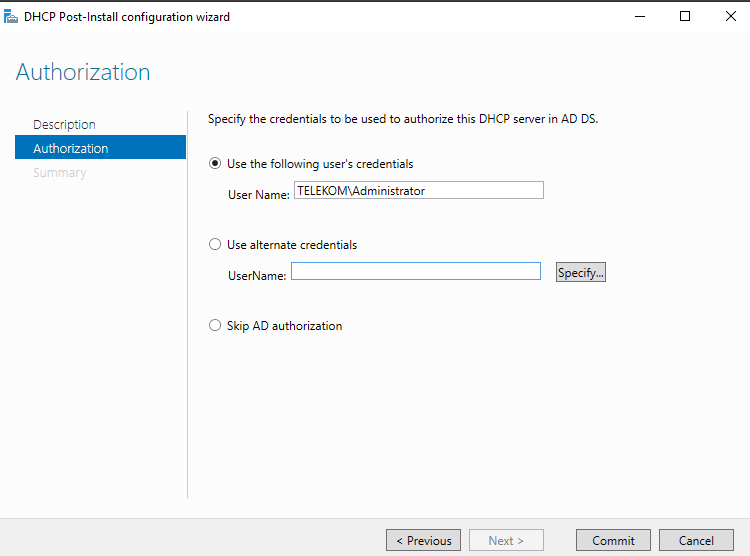 DHCP Post-Install configuration wizard
Authorization
Description
Authorization
Summary
Specify the credentials to be used to authorize this DHCP server in AD DS.
Use the following user's credentials
User Name: TELEKOM\Administrator
Use alternate credentials
UserName:
Specify...
Skip AD authorization
< Previous
Next >
Commit
Cancel